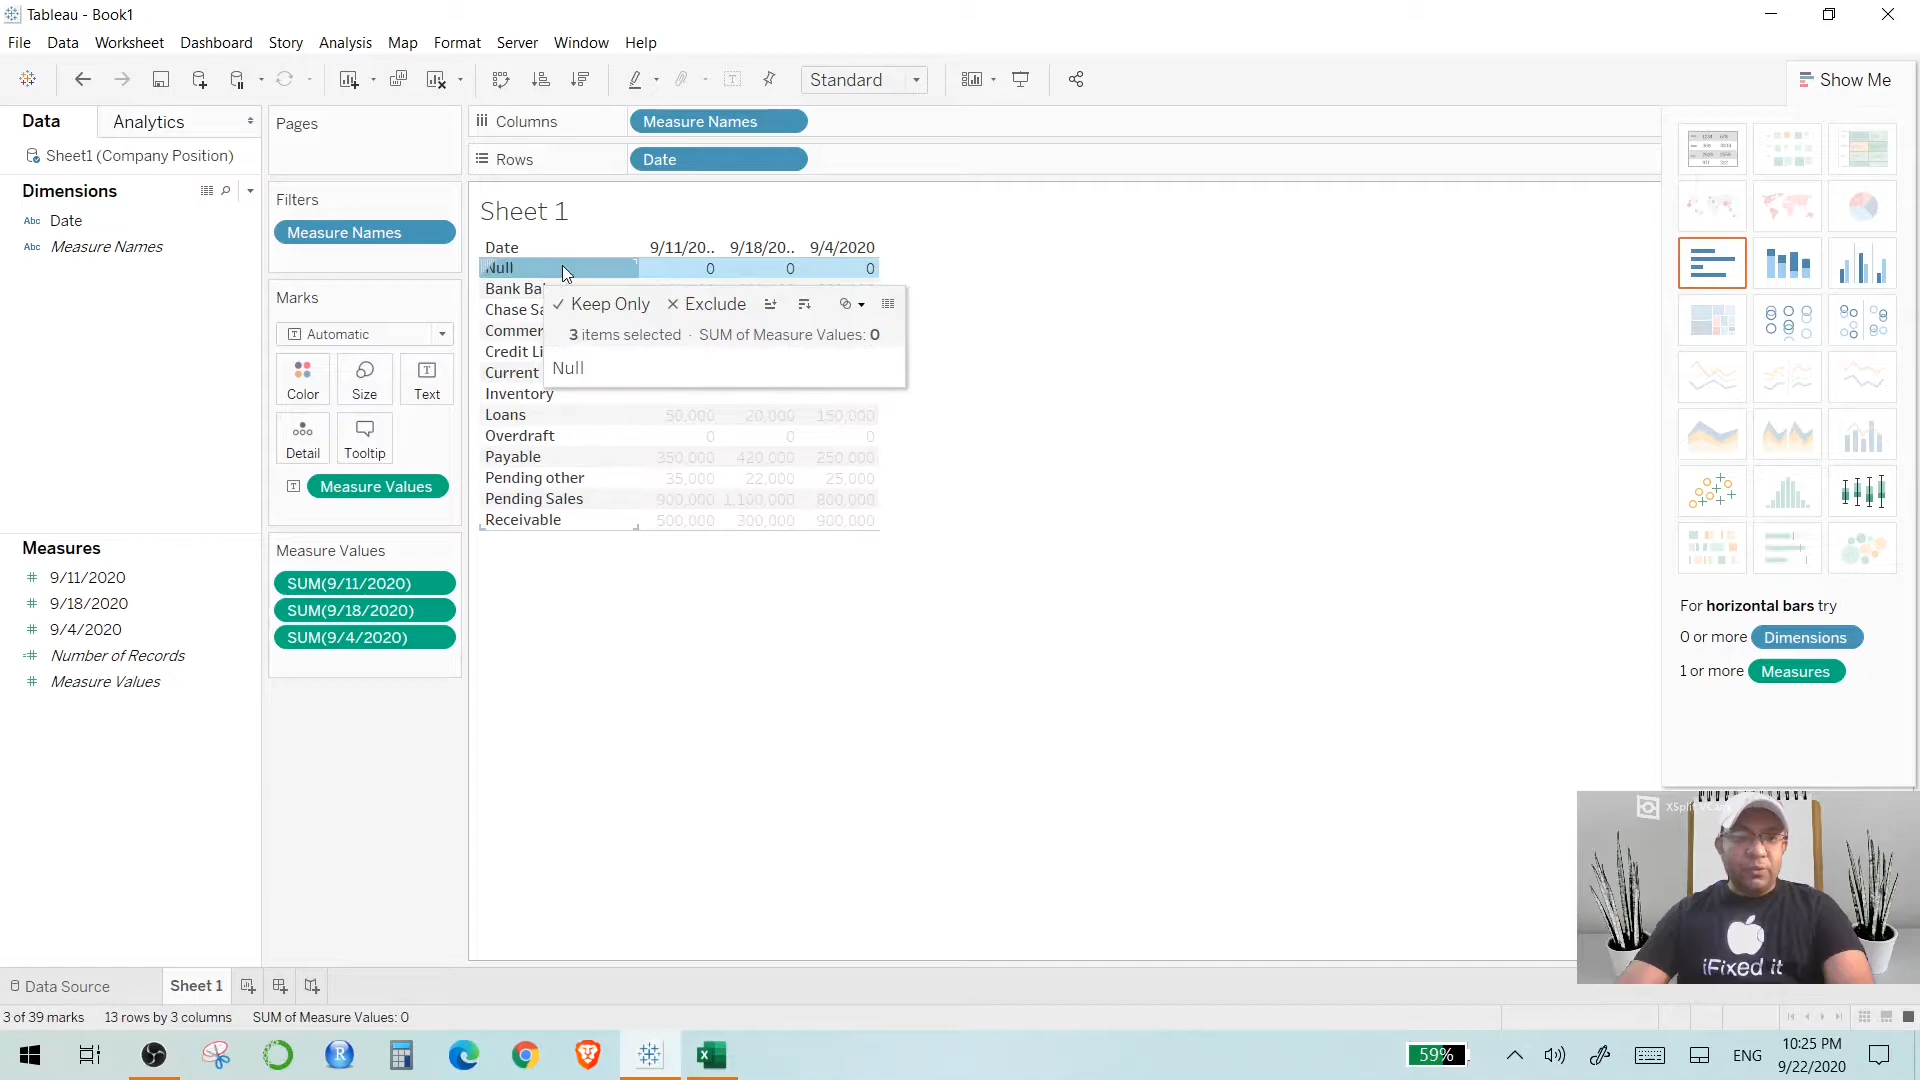 Tableau - Book1
File Data Worksheet Dashboard Story Analysis Map Format Server Window Help
Standard
Show Me
Data Analytics
Sheet1 (Company Position)
Dimensions
Abc Date
Abc Measure Names
Measures
9/11/2020
9/18/2020
9/4/2020
Number of Records
Measure Values
Pages
Filters
Measure Names
Marks
Automatic
Color Size Text
Detail Tooltip
Measure Values
Measure Values
SUM(9/11/2020)
SUM(9/18/2020)
SUM(9/4/2020)
Columns Measure Names
Rows Date
Sheet 1
Date 9/11/20.. 9/18/20.. 9/4/2020
Null 0 0 0
Bank Ba
Chase Sa
Commer
Credit Li
Current
Inventory
Loans 50,000 20,000 150,000
Overdraft 0 0 0
Payable 350,000 420,000 250,000
Pending other 35,000 22,000 25,000
Pending Sales 900,000 1,100,000 800,000
Receivable 500,000 300,000 900,000
Keep Only Exclude
3 items selected · SUM of Measure Values: 0
Null
For horizontal bars try
0 or more Dimensions
1 or more Measures
iFixed it
Data Source Sheet 1
3 of 39 marks 13 rows by 3 columns SUM of Measure Values: 0
59% ENG
10:25 PM
9/22/2020